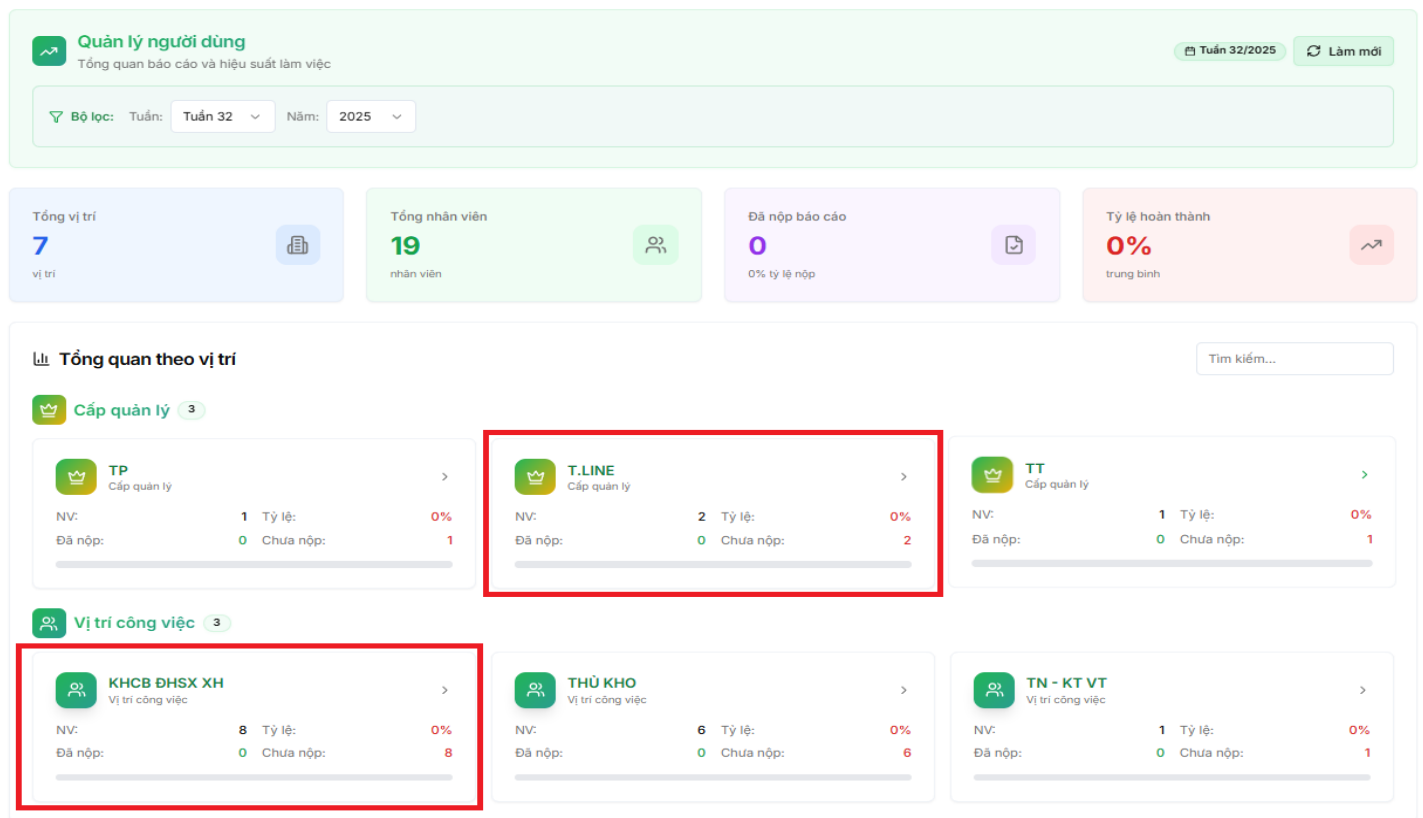 Quản lý người dùng
Tổng quan báo cáo và hiệu suất làm việc
Tuần 32/2025
Làm mới
Bộ lọc: Tuần: Tuần 32 Năm: 2025
Tổng vị trí
7
vị trí
Tổng nhân viên
19
nhân viên
Đã nộp báo cáo
0
0% tỷ lệ nộp
Tỷ lệ hoàn thành
0%
trung bình
Tổng quan theo vị trí
Tìm kiếm...
Cấp quản lý 3
TP
Cấp quản lý
NV: 1 Tỷ lệ: 0%
Đã nộp: 0 Chưa nộp: 1
T.LINE
Cấp quản lý
NV: 2 Tỷ lệ: 0%
Đã nộp: 0 Chưa nộp: 2
TT
Cấp quản lý
NV: 1 Tỷ lệ: 0%
Đã nộp: 0 Chưa nộp: 1
Vị trí công việc 3
KHCB ĐHSX XH
Vị trí công việc
NV: 8 Tỷ lệ: 0%
Đã nộp: 0 Chưa nộp: 8
THỦ KHO
Vị trí công việc
NV: 6 Tỷ lệ: 0%
Đã nộp: 0 Chưa nộp: 6
TN - KT VT
Vị trí công việc
NV: 1 Tỷ lệ: 0%
Đã nộp: 0 Chưa nộp: 1